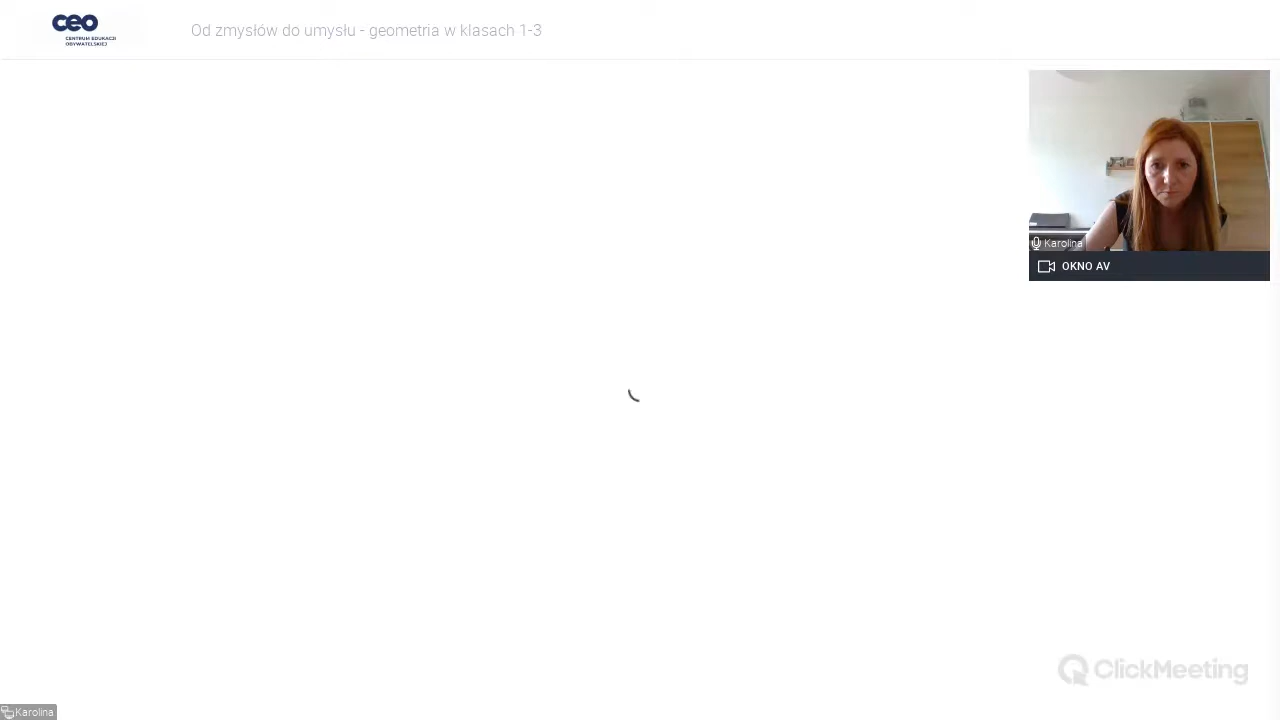 ceo
CENTRUM EDUKACJI
OBYWATELSKIEJ
Od zmysłów do umysłu - geometria w klasach 1-3
Karolina
OKNO AV
ClickMeeting
Karolina